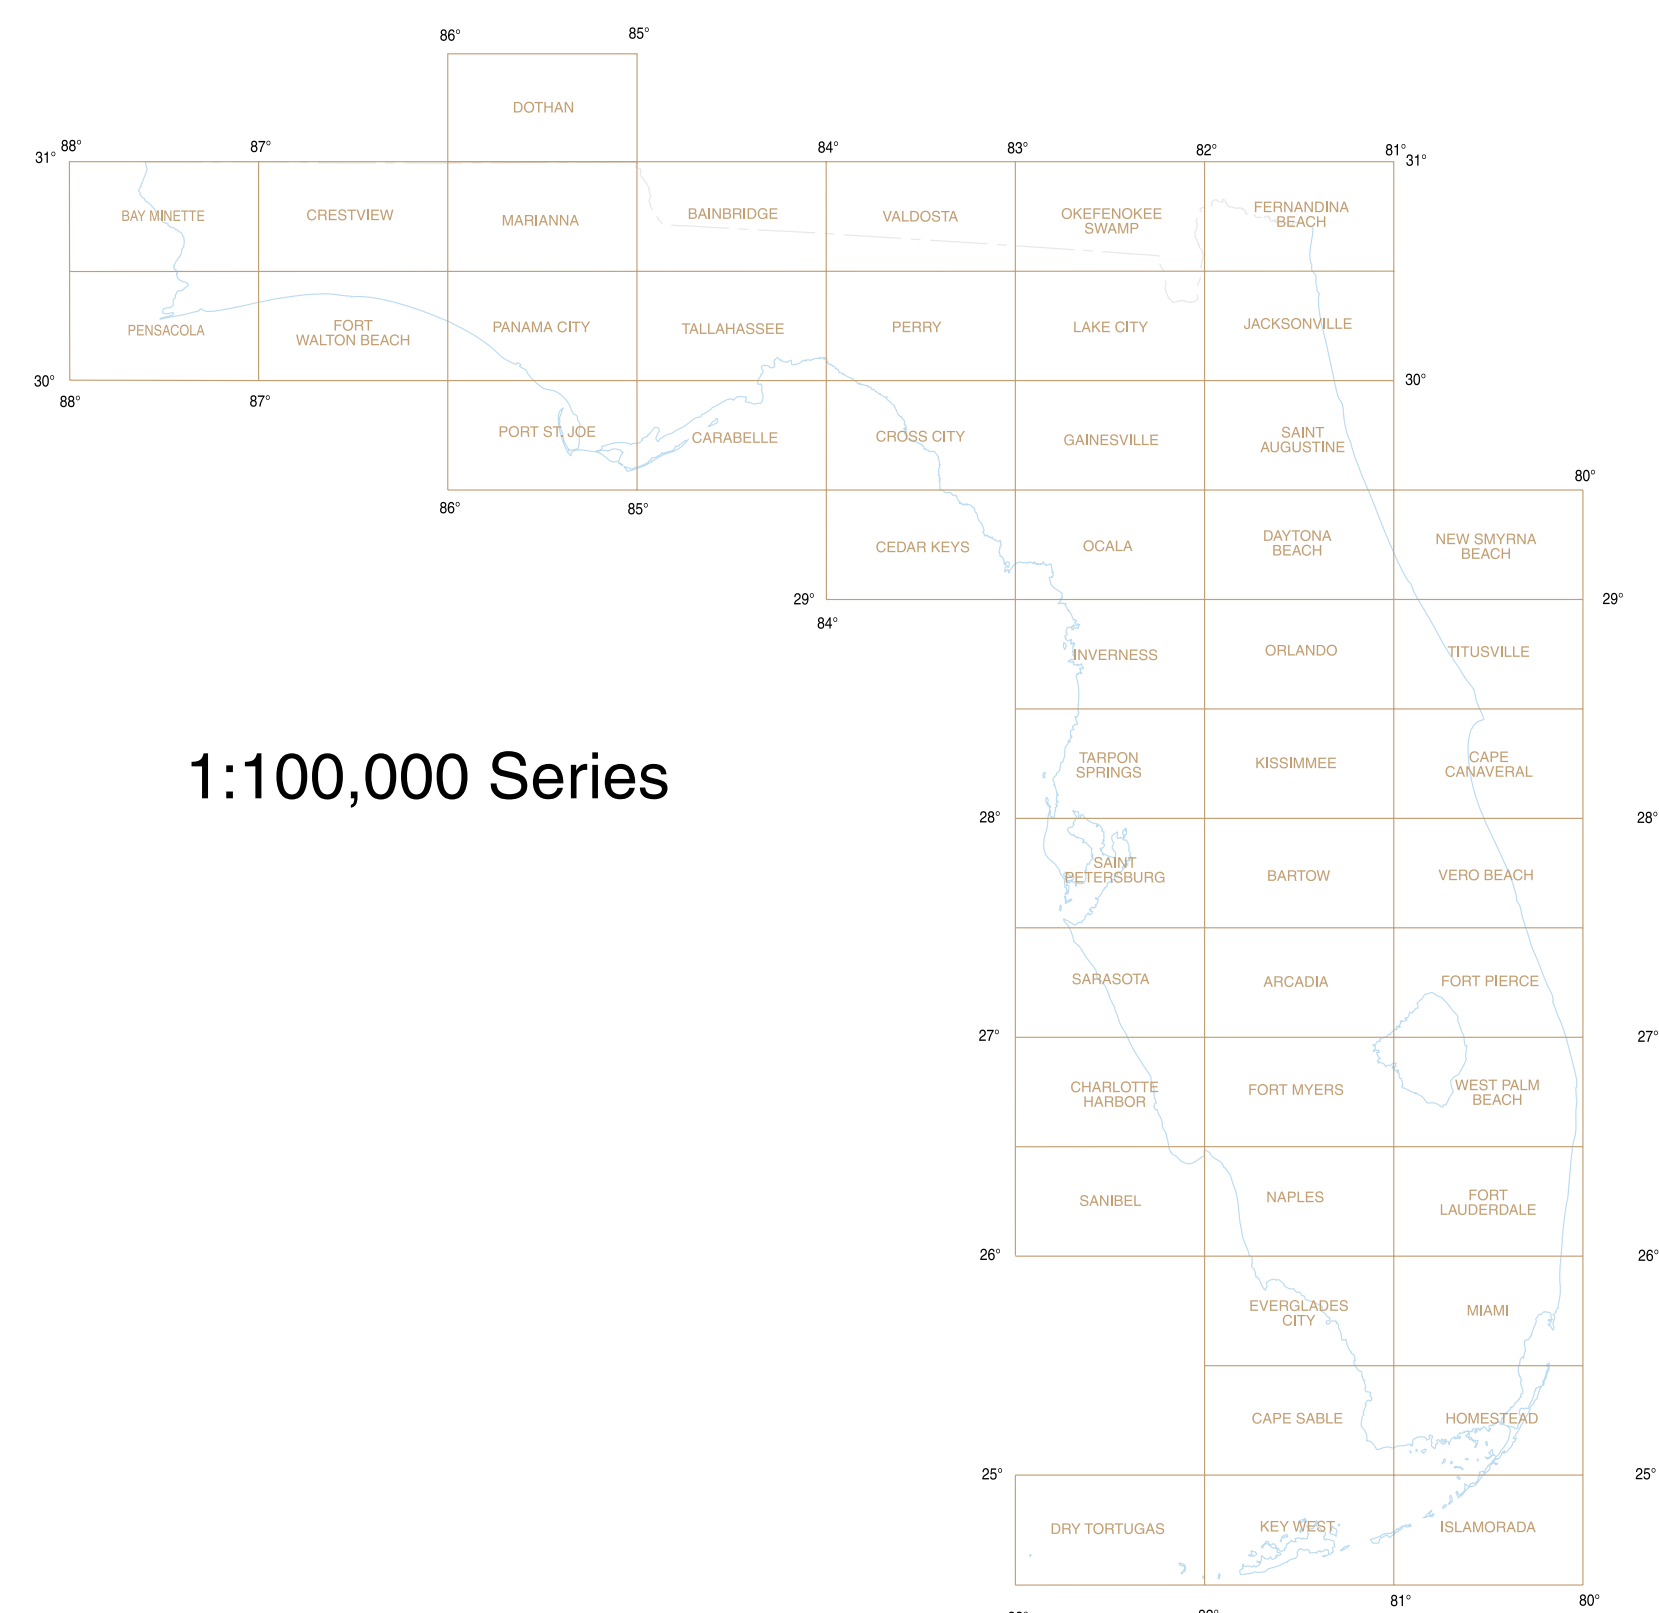 86° 85°
DOTHAN
88° 87° 84° 83° 82° 81°
31° 31°
BAY MINETTE CRESTVIEW MARIANNA BAINBRIDGE VALDOSTA OKEFENOKEE FERNANDINA
SWAMP BEACH
PENSACOLA FORT PANAMA CITY TALLAHASSEE PERRY LAKE CITY JACKSONVILLE
WALTON BEACH
30° 30°
88° 87°
PORT ST. JOE CARABELLE CROSS CITY GAINESVILLE SAINT
AUGUSTINE
80°
86° 85°
CEDAR KEYS OCALA DAYTONA NEW SMYRNA
BEACH BEACH
29° 29°
84°
INVERNESS ORLANDO TITUSVILLE
1:100,000 Series
TARPON KISSIMMEE CAPE
SPRINGS CANAVERAL
28° 28°
SAINT BARTOW VERO BEACH
PETERSBURG
SARASOTA ARCADIA FORT PIERCE
27° 27°
CHARLOTTE FORT MYERS WEST PALM
HARBOR BEACH
SANIBEL NAPLES FORT
LAUDERDALE
26° 26°
EVERGLADES MIAMI
CITY
CAPE SABLE HOMESTEAD
25° 25°
DRY TORTUGAS KEY WEST ISLAMORADA
81° 80°